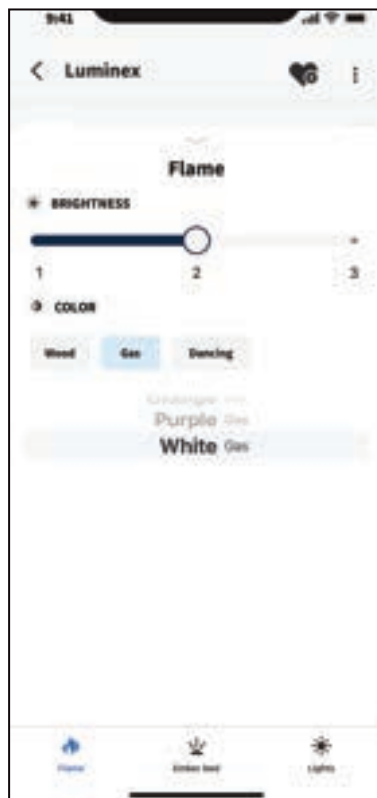 9:41
Luminex
Flame
BRIGHTNESS
1 2 3
COLOR
Wood Gas Dancing
Purple Gas
White Gas
Flame Ember bed Lights